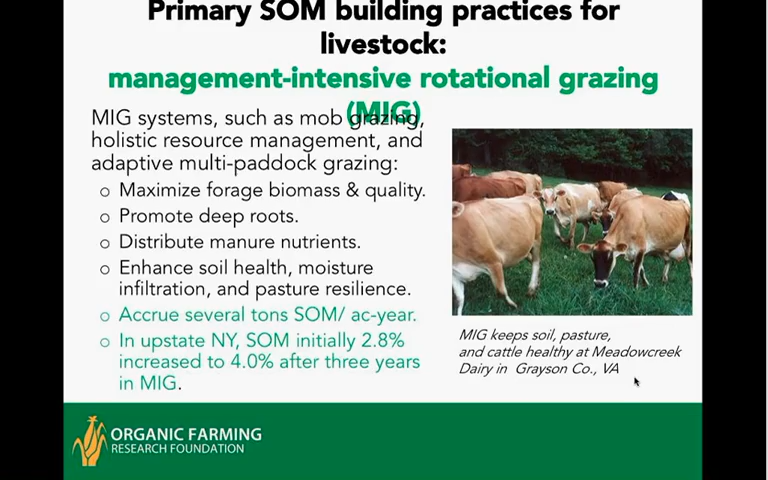 Primary SOM building practices for
livestock:
management-intensive rotational grazing
(MIG)
MIG systems, such as mob grazing,
holistic resource management, and
adaptive multi-paddock grazing:
o Maximize forage biomass & quality.
o Promote deep roots.
o Distribute manure nutrients.
o Enhance soil health, moisture
infiltration, and pasture resilience.
o Accrue several tons SOM/ ac-year.
o In upstate NY, SOM initially 2.8%
increased to 4.0% after three years
in MIG.
MIG keeps soil, pasture,
and cattle healthy at Meadowcreek
Dairy in Grayson Co., VA
ORGANIC FARMING
RESEARCH FOUNDATION